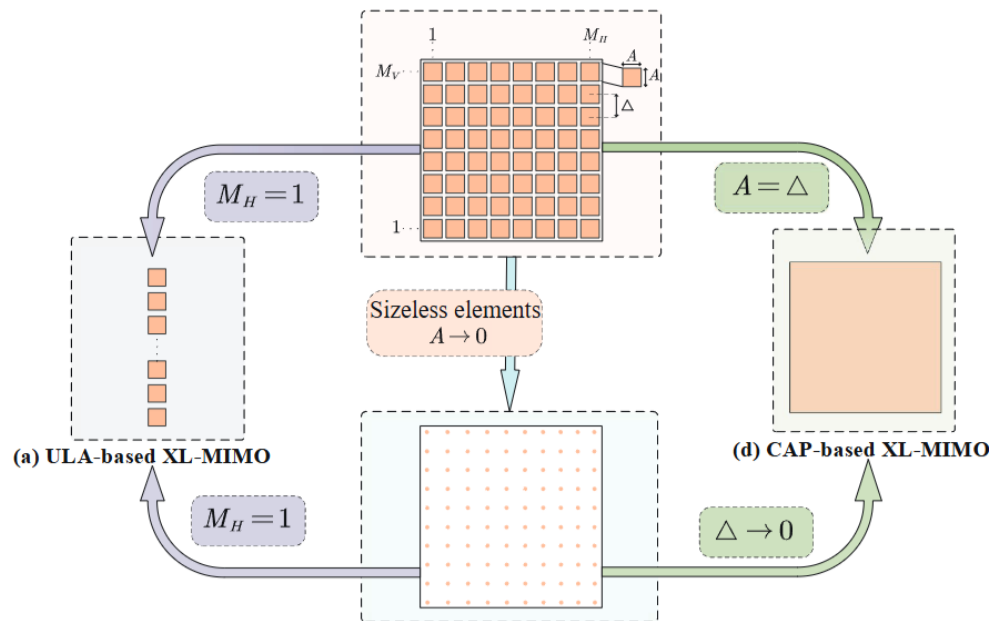 1
M_H
M_V
A
A
△
1
M_H = 1
A = △
Sizeless elements
A → 0
(a) ULA-based XL-MIMO
(d) CAP-based XL-MIMO
M_H = 1
△ → 0